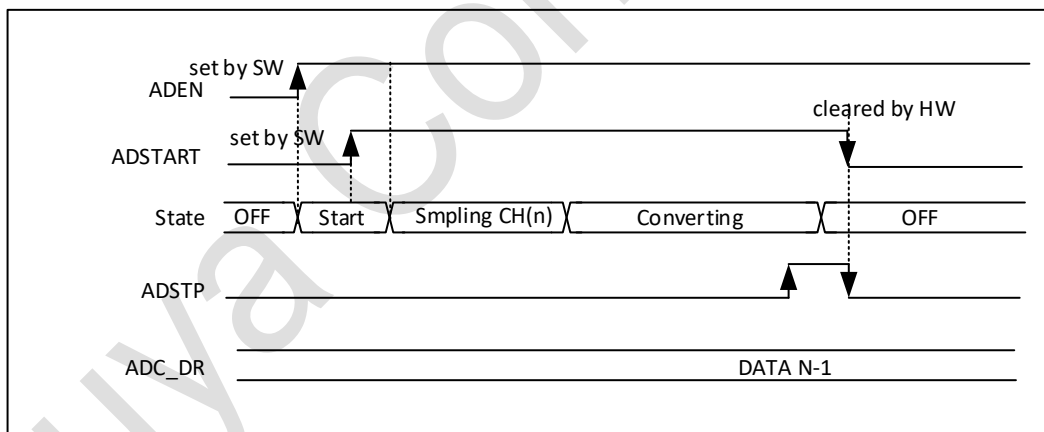 set by SW
ADEN
cleared by HW
set by SW
ADSTART
State OFF Start Smpling CH(n) Converting OFF
ADSTP
ADC_DR DATA N-1